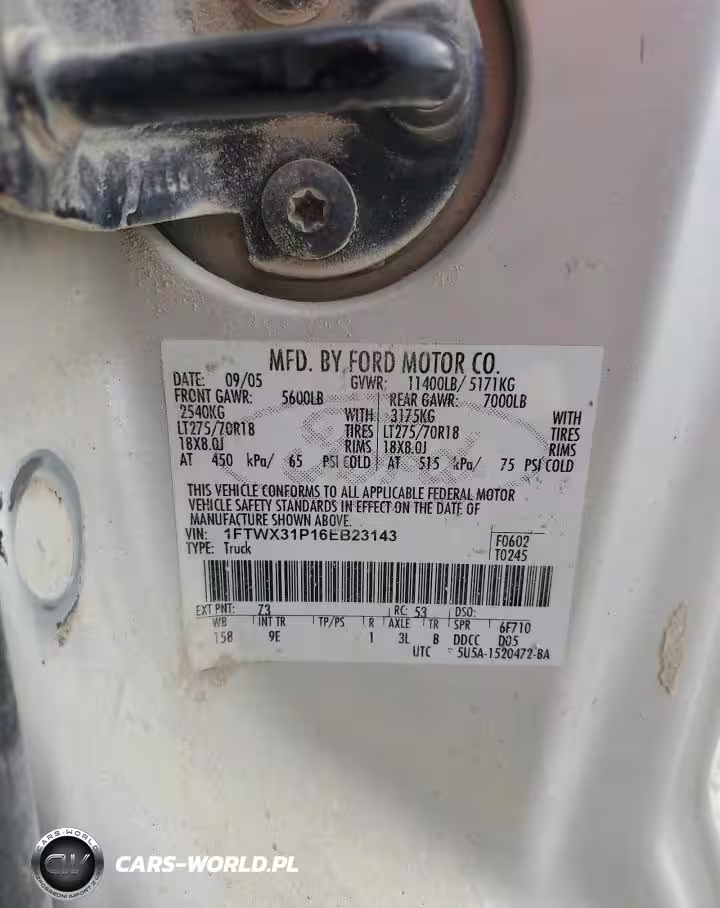 MFD. BY FORD MOTOR CO.
DATE: 09/05 GVWR: 11400LB/ 5171KG
FRONT GAWR: 5600LB REAR GAWR: 7000LB
2540KG WITH 3175KG WITH
LT275/70R18 TIRES LT275/70R18 TIRES
18X8.0J RIMS 18X8.0J RIMS
AT 450 kPa/ 65 PSI COLD AT 515 kPa/ 75 PSI COLD
THIS VEHICLE CONFORMS TO ALL APPLICABLE FEDERAL MOTOR
VEHICLE SAFETY STANDARDS IN EFFECT ON THE DATE OF
MANUFACTURE SHOWN ABOVE.
VIN: 1FTWX31P16EB23143 F0602
TYPE: Truck T0245
EXT PNT: Z3 RC: 53 DSO:
WB INT TR TP/PS R AXLE TR SPR 6F710
158 9E 1 3L B DDCC D05
UTC 5U5A-1520472-BA
CARS-WORLD
CW
CARS-WORLD.PL